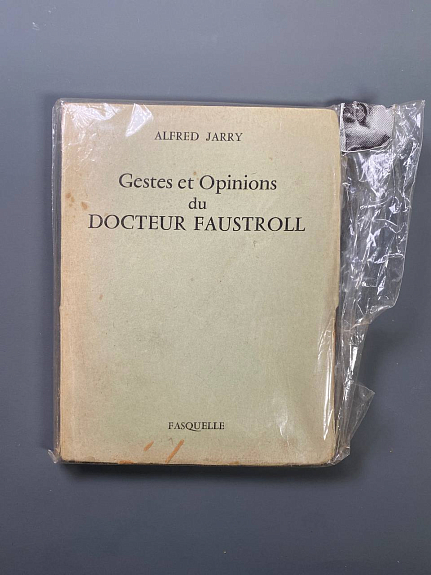 ALFRED JARRY
Gestes et Opinions
du
DOCTEUR FAUSTROLL
FASQUELLE